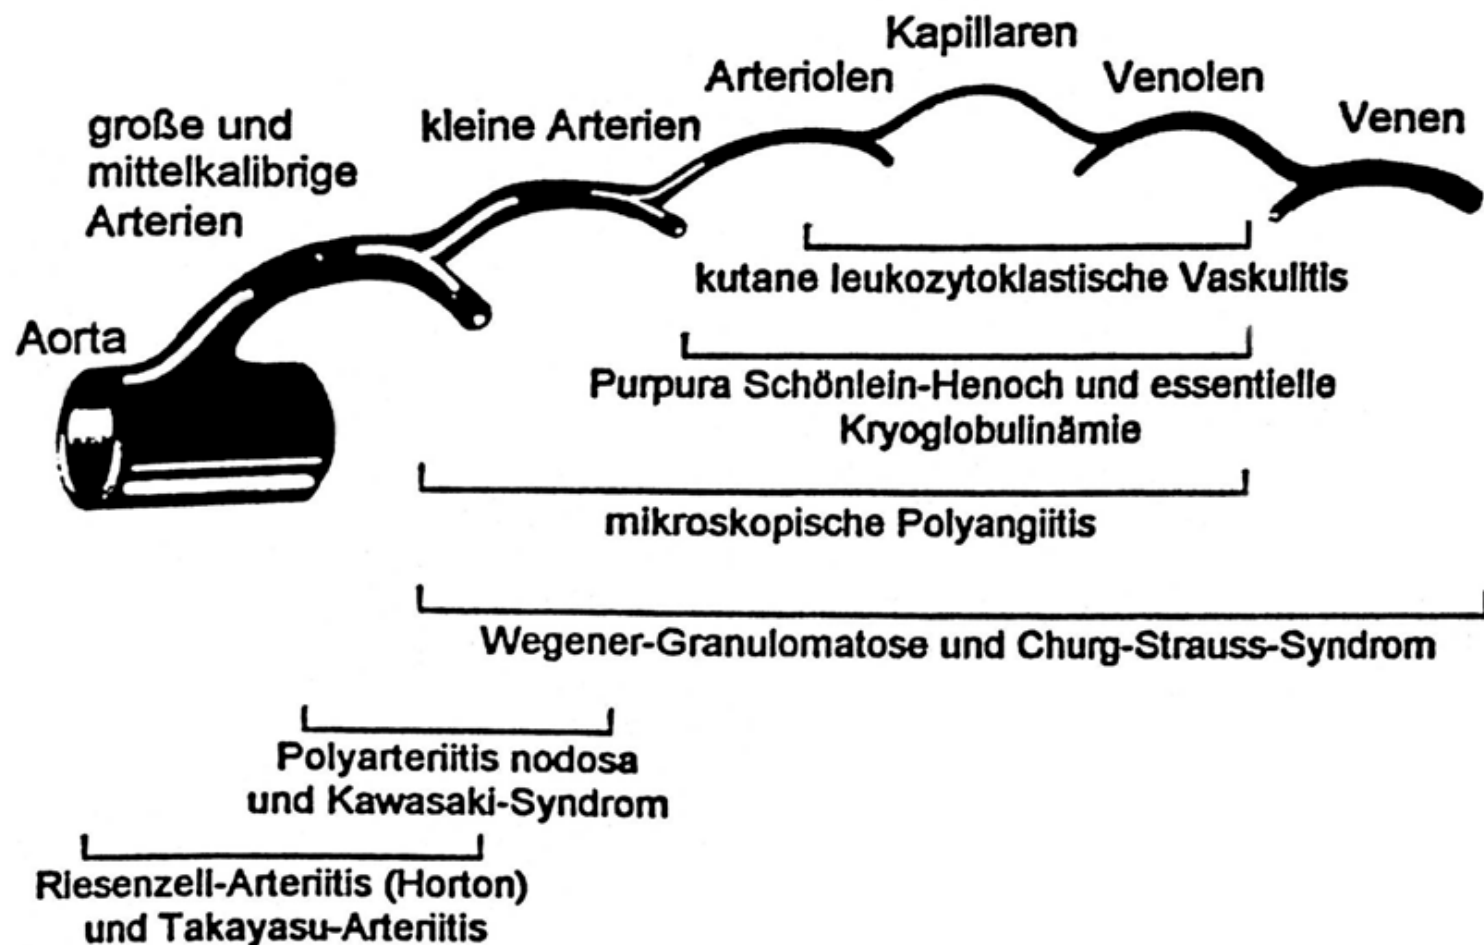 Kapillaren
Arteriolen
Venolen
große und
mittelkalibrige
Arterien
kleine Arterien
Venen
Aorta
kutane leukozytoklastische Vaskulitis
Purpura Schönlein-Henoch und essentielle
Kryoglobulinämie
mikroskopische Polyangiitis
Wegener-Granulomatose und Churg-Strauss-Syndrom
Polyarteriitis nodosa
und Kawasaki-Syndrom
Riesenzell-Arteriitis (Horton)
und Takayasu-Arteriitis